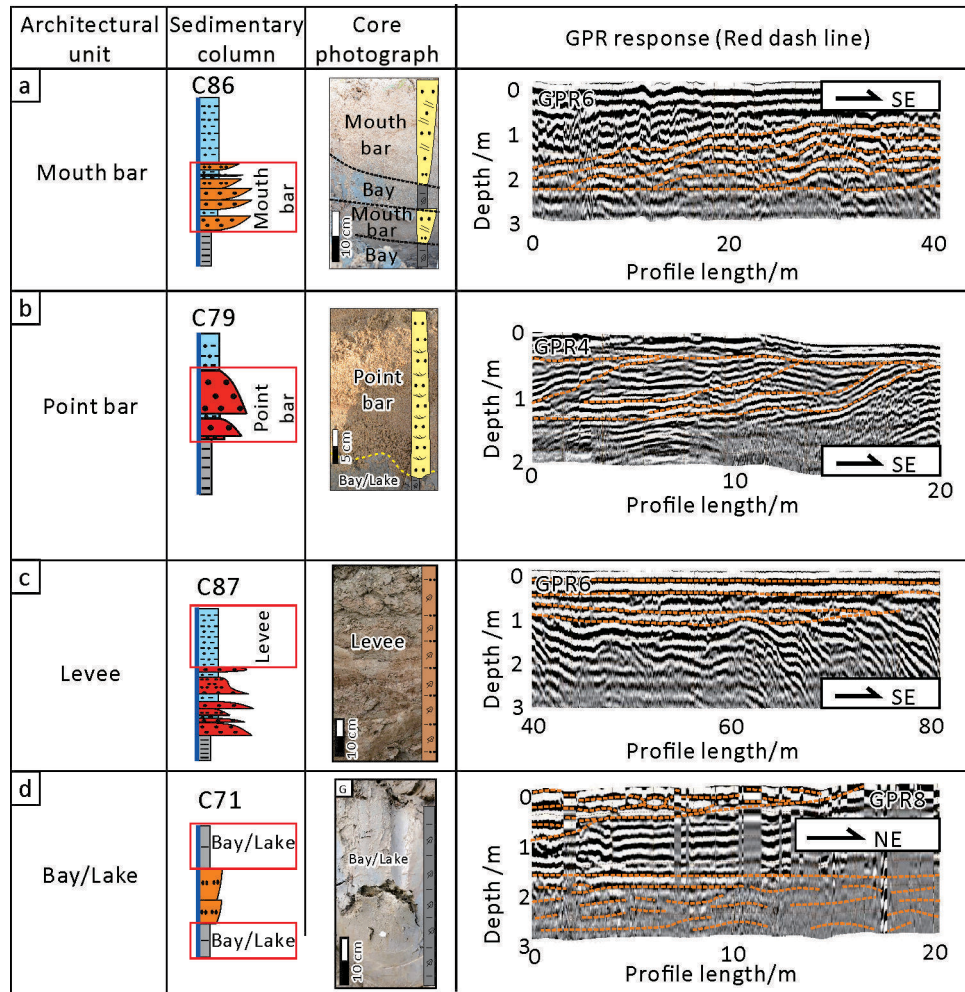 Architectural unit
Sedimentary column
Core photograph
GPR response (Red dash line)
a
Mouth bar
C86
Mouth bar
Mouth bar
Bay
Mouth bar
Bay
10 cm
GPR6
SE
Depth /m
0
1
2
3
0
20
40
Profile length/m
b
Point bar
C79
Point bar
Point bar
Bay/Lake
5 cm
GPR4
SE
Depth /m
0
1
2
0
10
20
Profile length/m
c
Levee
C87
Levee
Levee
10 cm
GPR6
SE
Depth /m
0
1
2
3
40
60
80
Profile length/m
d
Bay/Lake
C71
Bay/Lake
Bay/Lake
G
Bay/Lake
10 cm
GPR8
NE
Depth /m
0
1
2
3
0
10
20
Profile length/m